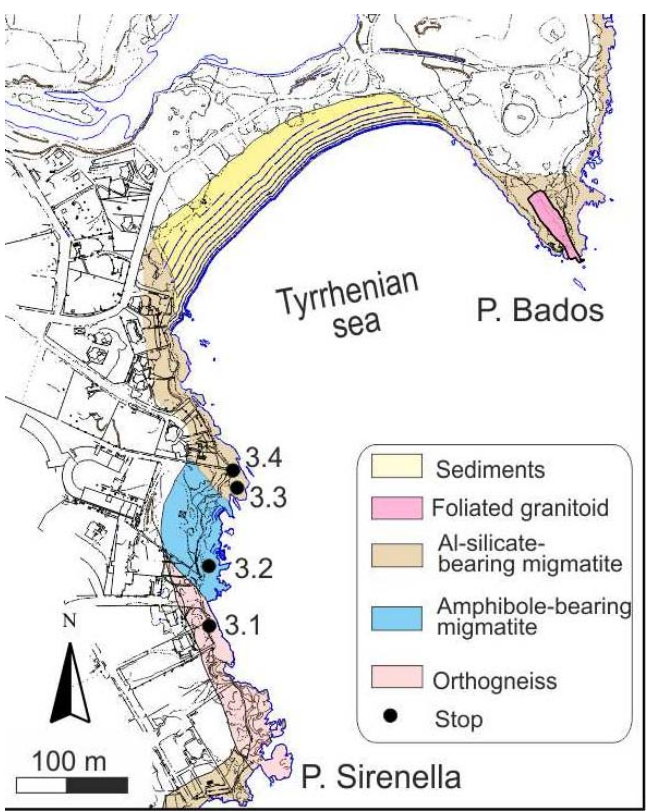 Tyrrhenian
sea
P. Bados
3.4
3.3
3.2
3.1
Sediments
Foliated granitoid
Al-silicate-
bearing migmatite
Amphibole-bearing
migmatite
Orthogneiss
Stop
N
100 m
P. Sirenella